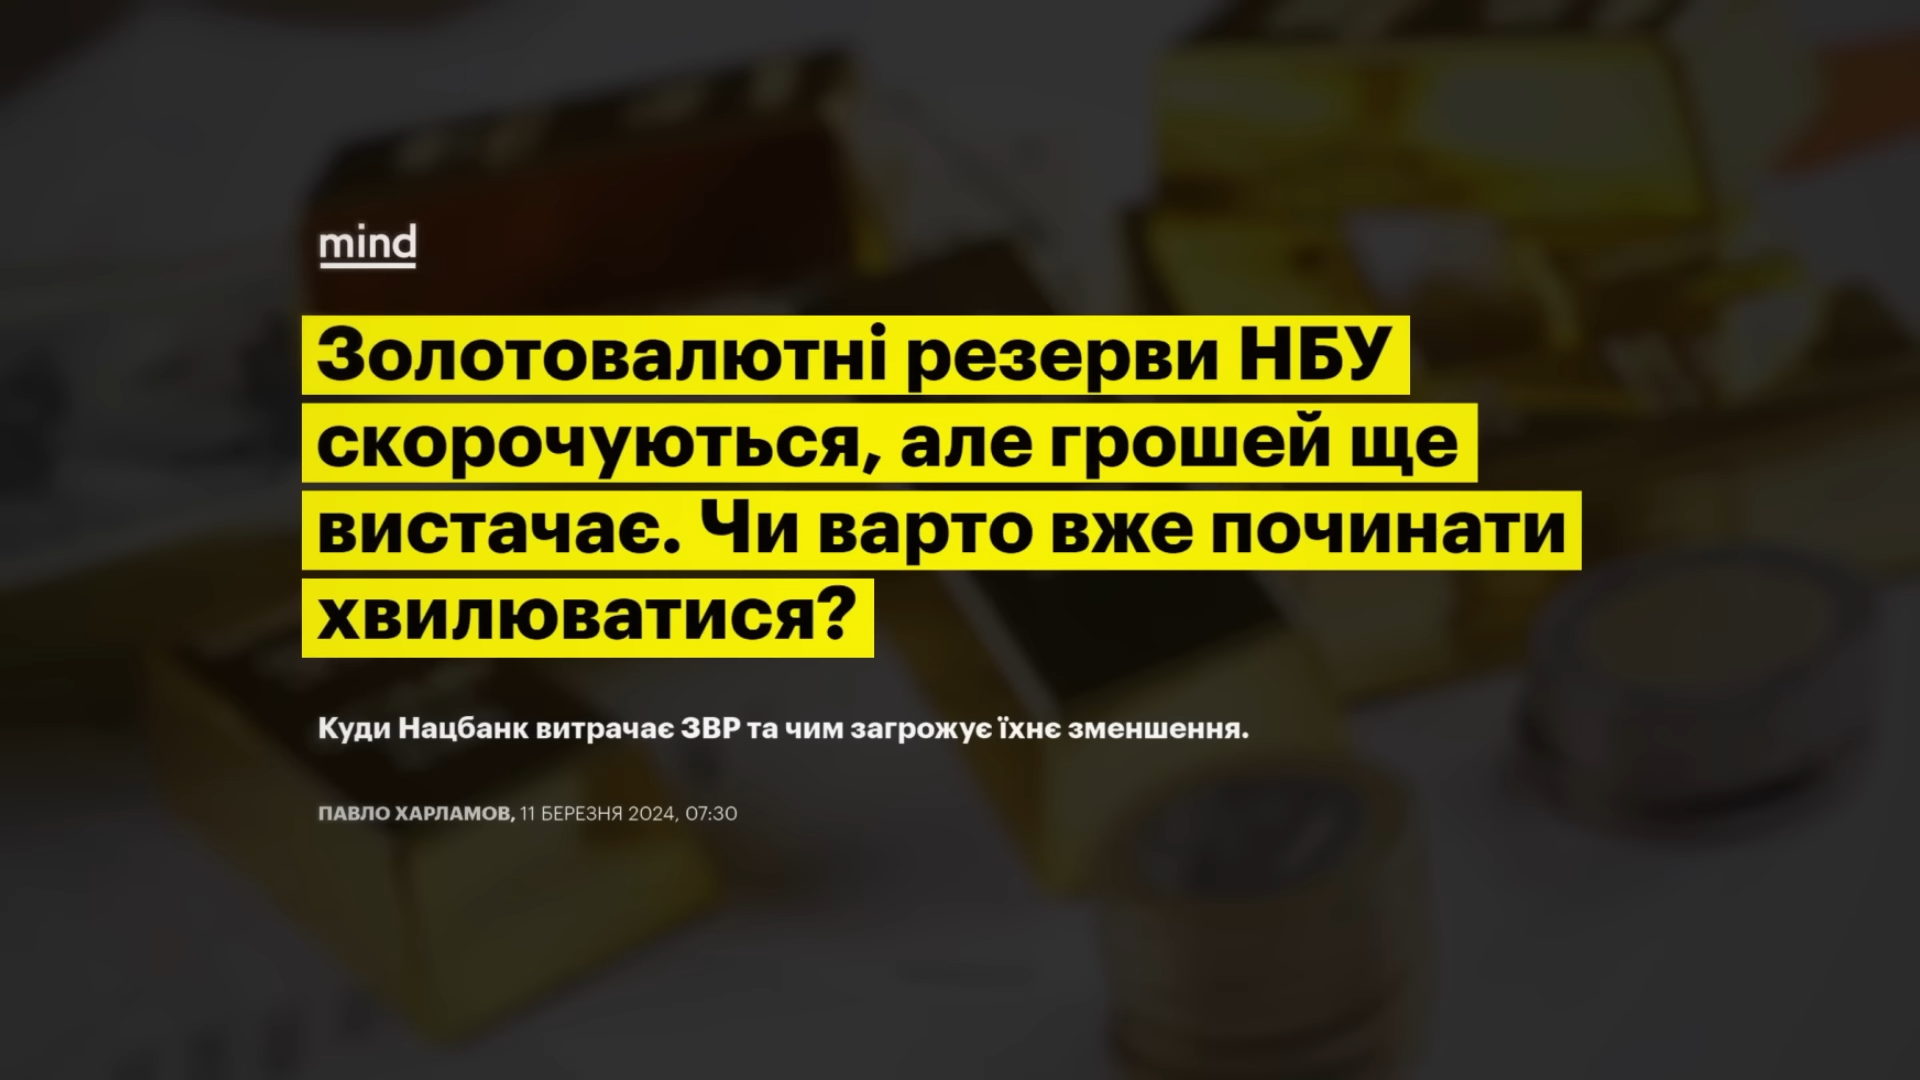 mind
Золотовалютні резерви НБУ
скорочуються, але грошей ще
вистачає. Чи варто вже починати
хвилюватися?
Куди Нацбанк витрачає ЗВР та чим загрожує їхнє зменшення.
ПАВЛО ХАРЛАМОВ, 11 БЕРЕЗНЯ 2024, 07:30